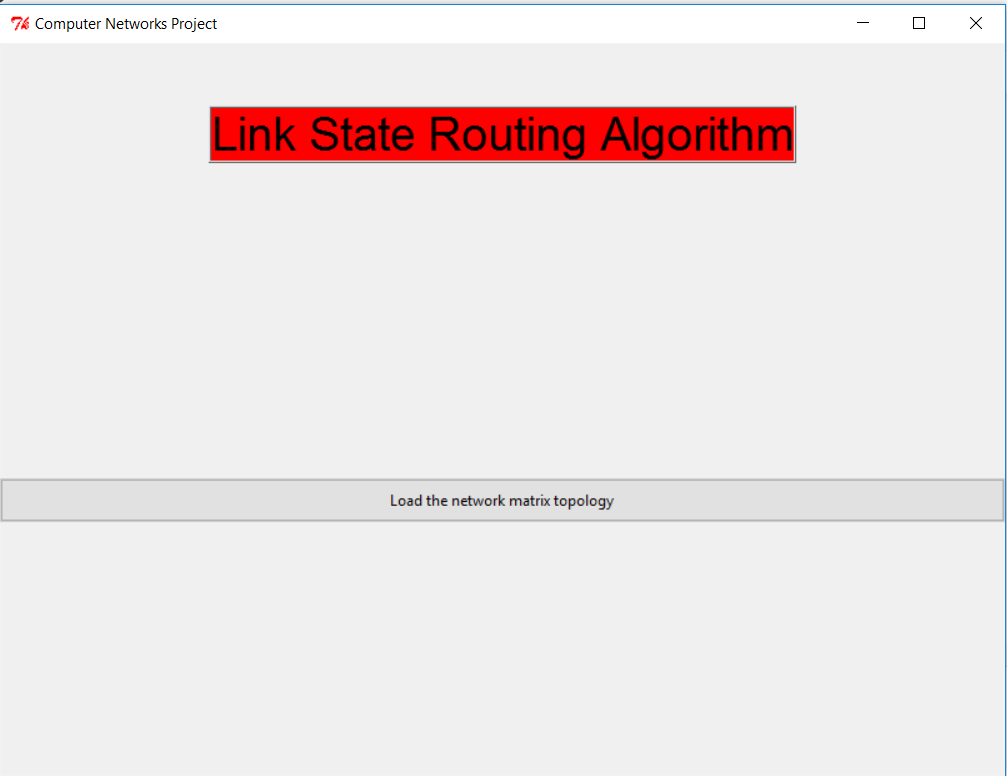 Computer Networks Project
Link State Routing Algorithm
Load the network matrix topology